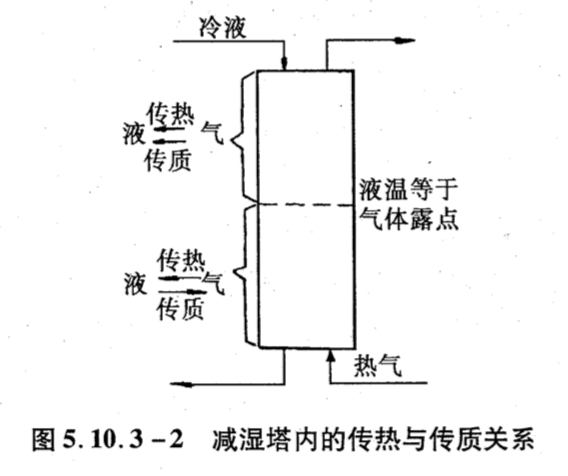 冷液
传热
液 气
传质
液温等于
气体露点
传热
液 气
传质
热气
图 5.10.3-2 减湿塔内的传热与传质关系